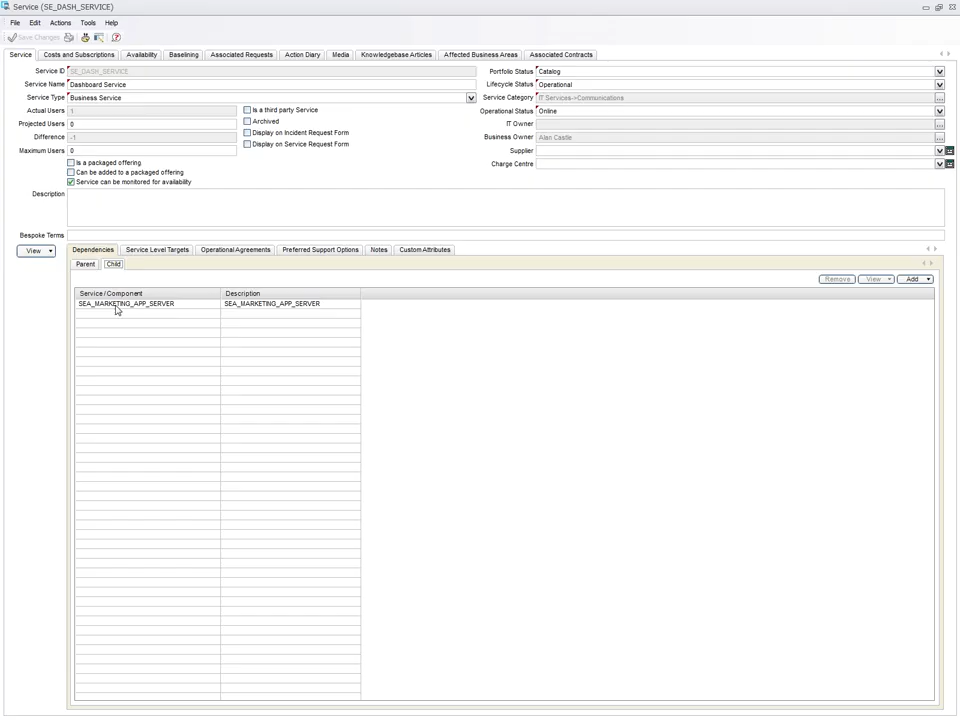 Service (SE_DASH_SERVICE)
File Edit Actions Tools Help
Save Changes
Service Costs and Subscriptions Availability Baselining Associated Requests Action Diary Media Knowledgebase Articles Affected Business Areas Associated Contracts
Service ID SE_DASH_SERVICE Portfolio Status Catalog
Service Name Dashboard Service Lifecycle Status Operational
Service Type Business Service Service Category IT Services->Communications
Actual Users 1 Is a third party Service Operational Status Online
Projected Users 0 Archived IT Owner
Difference -1 Display on Incident Request Form Business Owner Alan Castle
Maximum Users 0 Display on Service Request Form Supplier
Is a packaged offering Charge Centre
Can be added to a packaged offering
Service can be monitored for availability
Description
Bespoke Terms
View Dependencies Service Level Targets Operational Agreements Preferred Support Options Notes Custom Attributes
Parent Child
Remove View Add
Service/Component Description
SEA_MARKETING_APP_SERVER SEA_MARKETING_APP_SERVER